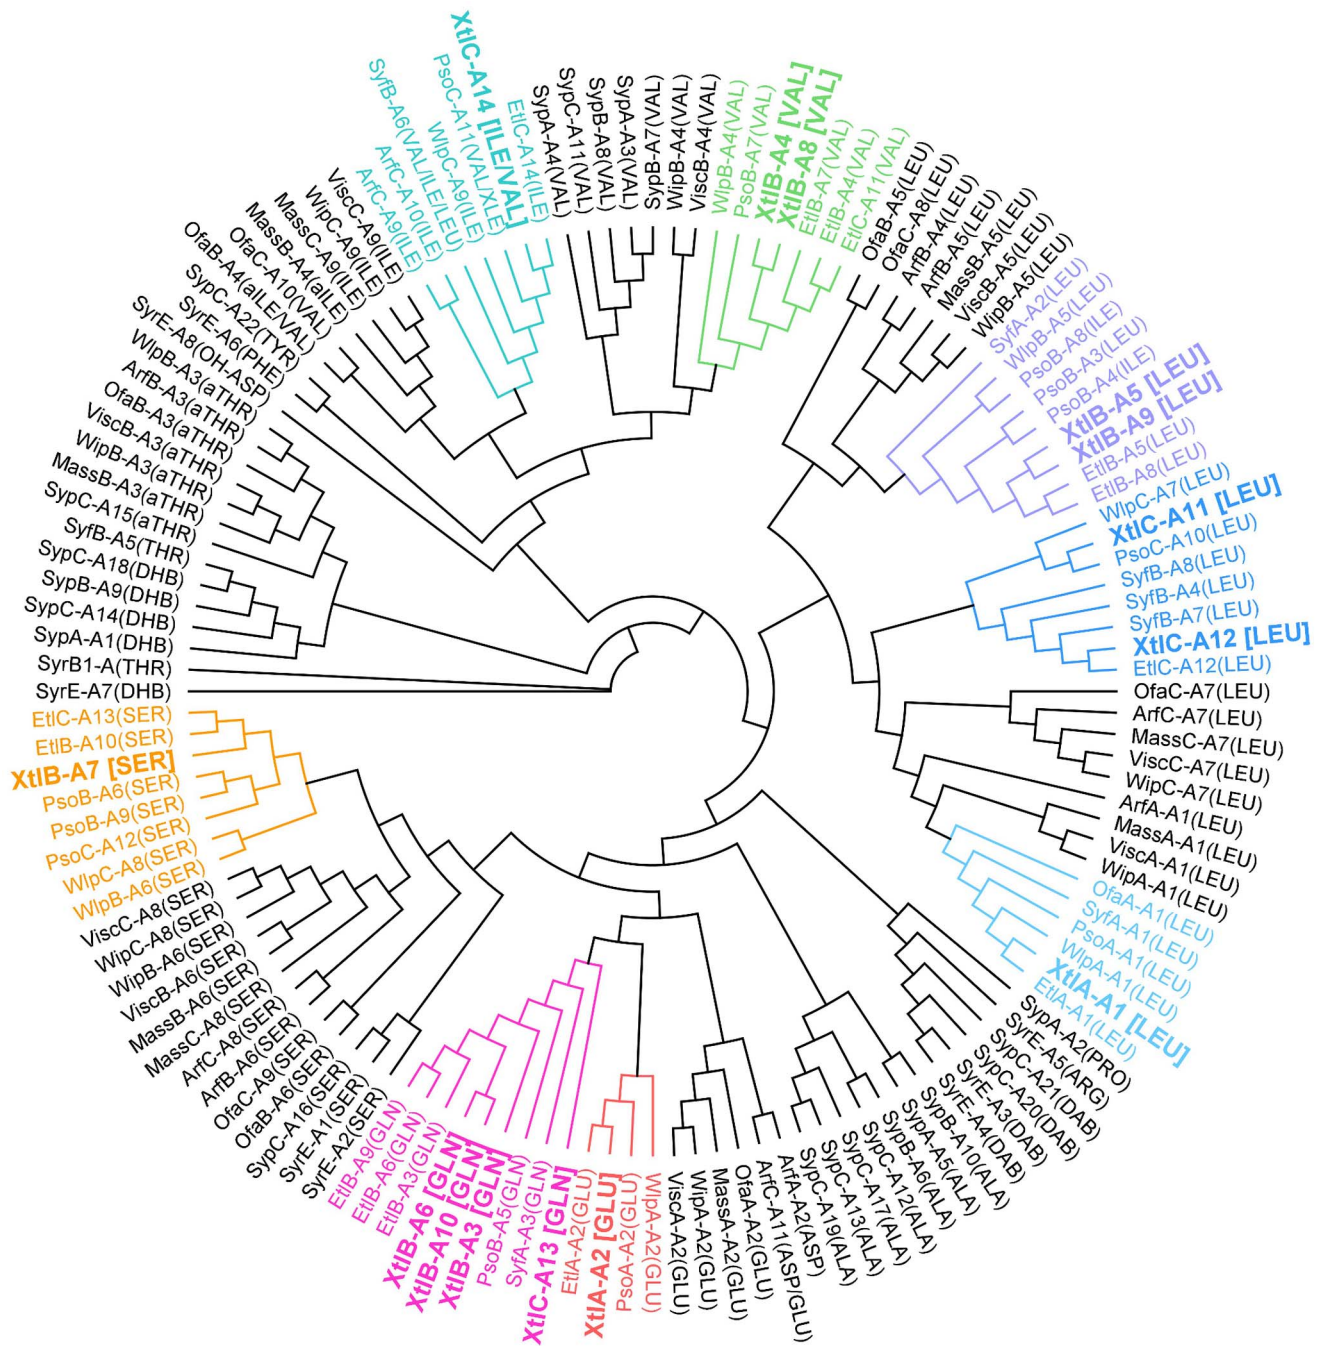 XtlC-A14 [ILE/VAL]
EtlC-A14(ILE)
SypA-A4(VAL)
SypC-A11(VAL)
SypB-A8(VAL)
SypA-A3(VAL)
SypB-A7(VAL)
WipB-A4(VAL)
ViscB-A4(VAL)
WlpB-A4(VAL)
PsoB-A7(VAL)
XtlB-A4 [VAL]
XtlB-A8 [VAL]
EtlB-A7(VAL)
EtlB-A4(VAL)
EtlC-A11(VAL)
OfaB-A5(LEU)
OfaC-A8(LEU)
ArfB-A4(LEU)
ArfB-A5(LEU)
MassB-A5(LEU)
ViscB-A5(LEU)
WipB-A5(LEU)
SyfA-A2(LEU)
WlpB-A5(LEU)
PsoB-A8(ILE)
PsoB-A3(LEU)
PsoB-A4(ILE)
XtlB-A5 [LEU]
XtlB-A9 [LEU]
EtlB-A5(LEU)
EtlB-A8(LEU)
WlpC-A7(LEU)
XtlC-A11 [LEU]
PsoC-A10(LEU)
SyfB-A8(LEU)
SyfB-A4(LEU)
SyfB-A7(LEU)
XtlC-A12 [LEU]
EtlC-A12(LEU)
OfaC-A7(LEU)
ArfC-A7(LEU)
MassC-A7(LEU)
ViscC-A7(LEU)
WipC-A7(LEU)
ArfA-A1(LEU)
MassA-A1(LEU)
ViscA-A1(LEU)
WipA-A1(LEU)
OfaA-A1(LEU)
SyfA-A1(LEU)
PsoA-A1(LEU)
WlpA-A1(LEU)
XtlA-A1 [LEU]
EtlA-A1(LEU)
SypA-A2(PRO)
SyrE-A5(ARG)
SypC-A21(DAB)
SypC-A20(DAB)
SyrE-A3(DAB)
SyrE-A4(DAB)
SypB-A10(ALA)
SypA-A5(ALA)
SypB-A6(ALA)
SypC-A12(ALA)
SypC-A17(ALA)
SypC-A13(ALA)
SypC-A19(ALA)
ArfA-A2(ASP)
ArfC-A11(ASP/GLU)
OfaA-A2(GLU)
MassA-A2(GLU)
WipA-A2(GLU)
ViscA-A2(GLU)
WlpA-A2(GLU)
PsoA-A2(GLU)
XtlA-A2 [GLU]
EtlA-A2(GLU)
XtlC-A13 [GLN]
SyfA-A3(GLN)
PsoB-A5(GLN)
XtlB-A3 [GLN]
XtlB-A10 [GLN]
XtlB-A6 [GLN]
EtlB-A3(GLN)
EtlB-A6(GLN)
EtlB-A9(GLN)
SyrE-A2(SER)
SyrE-A1(SER)
SypC-A16(SER)
OfaB-A6(SER)
OfaC-A9(SER)
ArfB-A6(SER)
ArfC-A8(SER)
MassC-A8(SER)
MassB-A6(SER)
ViscB-A6(SER)
WipB-A6(SER)
WipC-A8(SER)
ViscC-A8(SER)
WlpB-A6(SER)
WlpC-A8(SER)
PsoC-A12(SER)
PsoB-A9(SER)
PsoB-A6(SER)
XtlB-A7 [SER]
EtlB-A10(SER)
EtlC-A13(SER)
SyrE-A7(DHB)
SyrB1-A(THR)
SypA-A1(DHB)
SypC-A14(DHB)
SypB-A9(DHB)
SypC-A18(DHB)
SyfB-A5(THR)
SypC-A15(aTHR)
MassB-A3(aTHR)
WipB-A3(aTHR)
ViscB-A3(aTHR)
OfaB-A3(aTHR)
ArfB-A3(aTHR)
WlpB-A3(aTHR)
SyrE-A8(OH-ASP)
SyrE-A6(PHE)
SypC-A22(TYR)
OfaB-A4(aILE/VAL)
OfaC-A10(VAL)
MassB-A4(aILE)
MassC-A9(ILE)
WipC-A9(ILE)
ViscC-A9(ILE)
ArfC-A9(ILE)
ArfC-A10(ILE)
SyfB-A6(VAL/ILE/LEU)
WlpC-A9(ILE)
PsoC-A11(VAL/XLE)